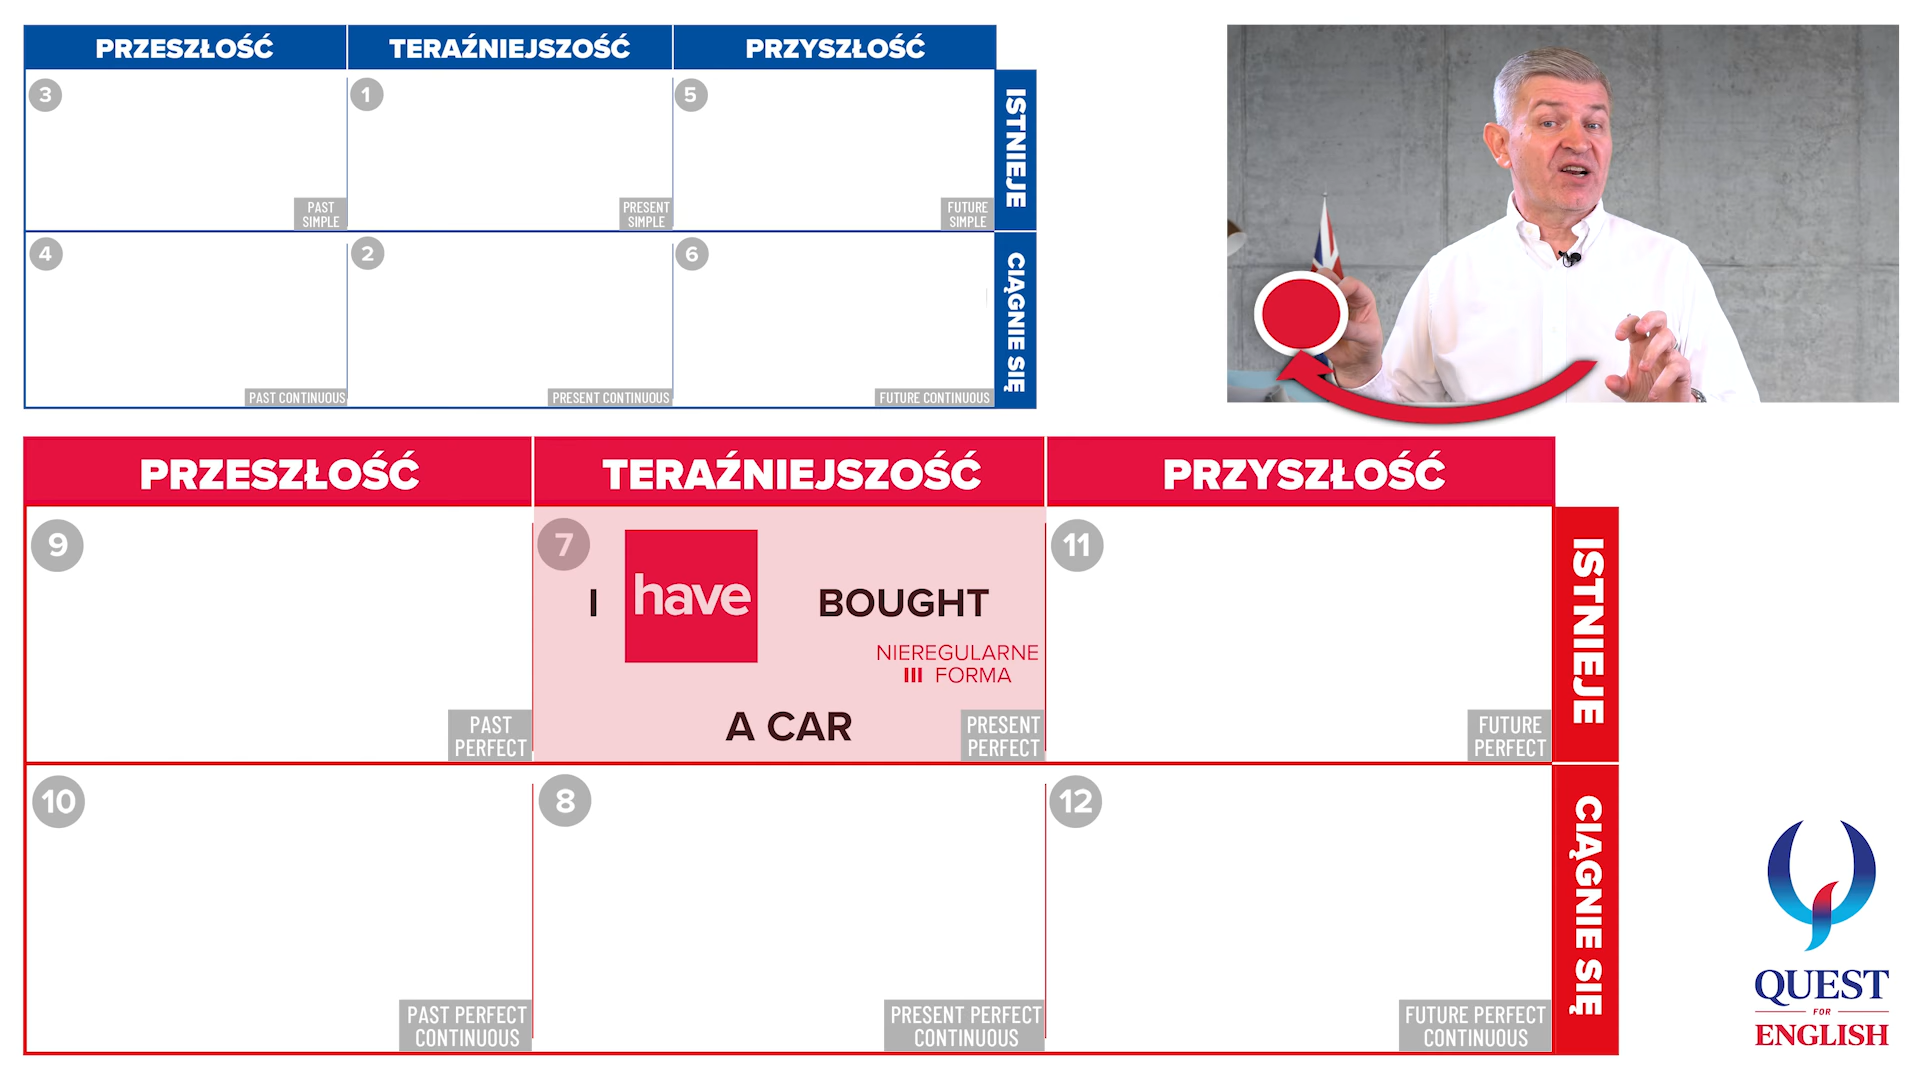 PRZESZŁOŚĆ TERAŹNIEJSZOŚĆ PRZYSZŁOŚĆ
3 1 5
ISTNIEJE
PAST SIMPLE
PRESENT SIMPLE
FUTURE SIMPLE
4 2 6
CIĄGNIE SIĘ
PAST CONTINUOUS PRESENT CONTINUOUS FUTURE CONTINUOUS
PRZESZŁOŚĆ TERAŹNIEJSZOŚĆ PRZYSZŁOŚĆ
9 7 11
ISTNIEJE
I have BOUGHT
NIEREGULARNE
III FORMA
A CAR
PAST
PERFECT
PRESENT
PERFECT
FUTURE
PERFECT
10 8 12
CIĄGNIE SIĘ
PAST PERFECT
CONTINUOUS
PRESENT PERFECT
CONTINUOUS
FUTURE PERFECT
CONTINUOUS
QUEST
FOR
ENGLISH